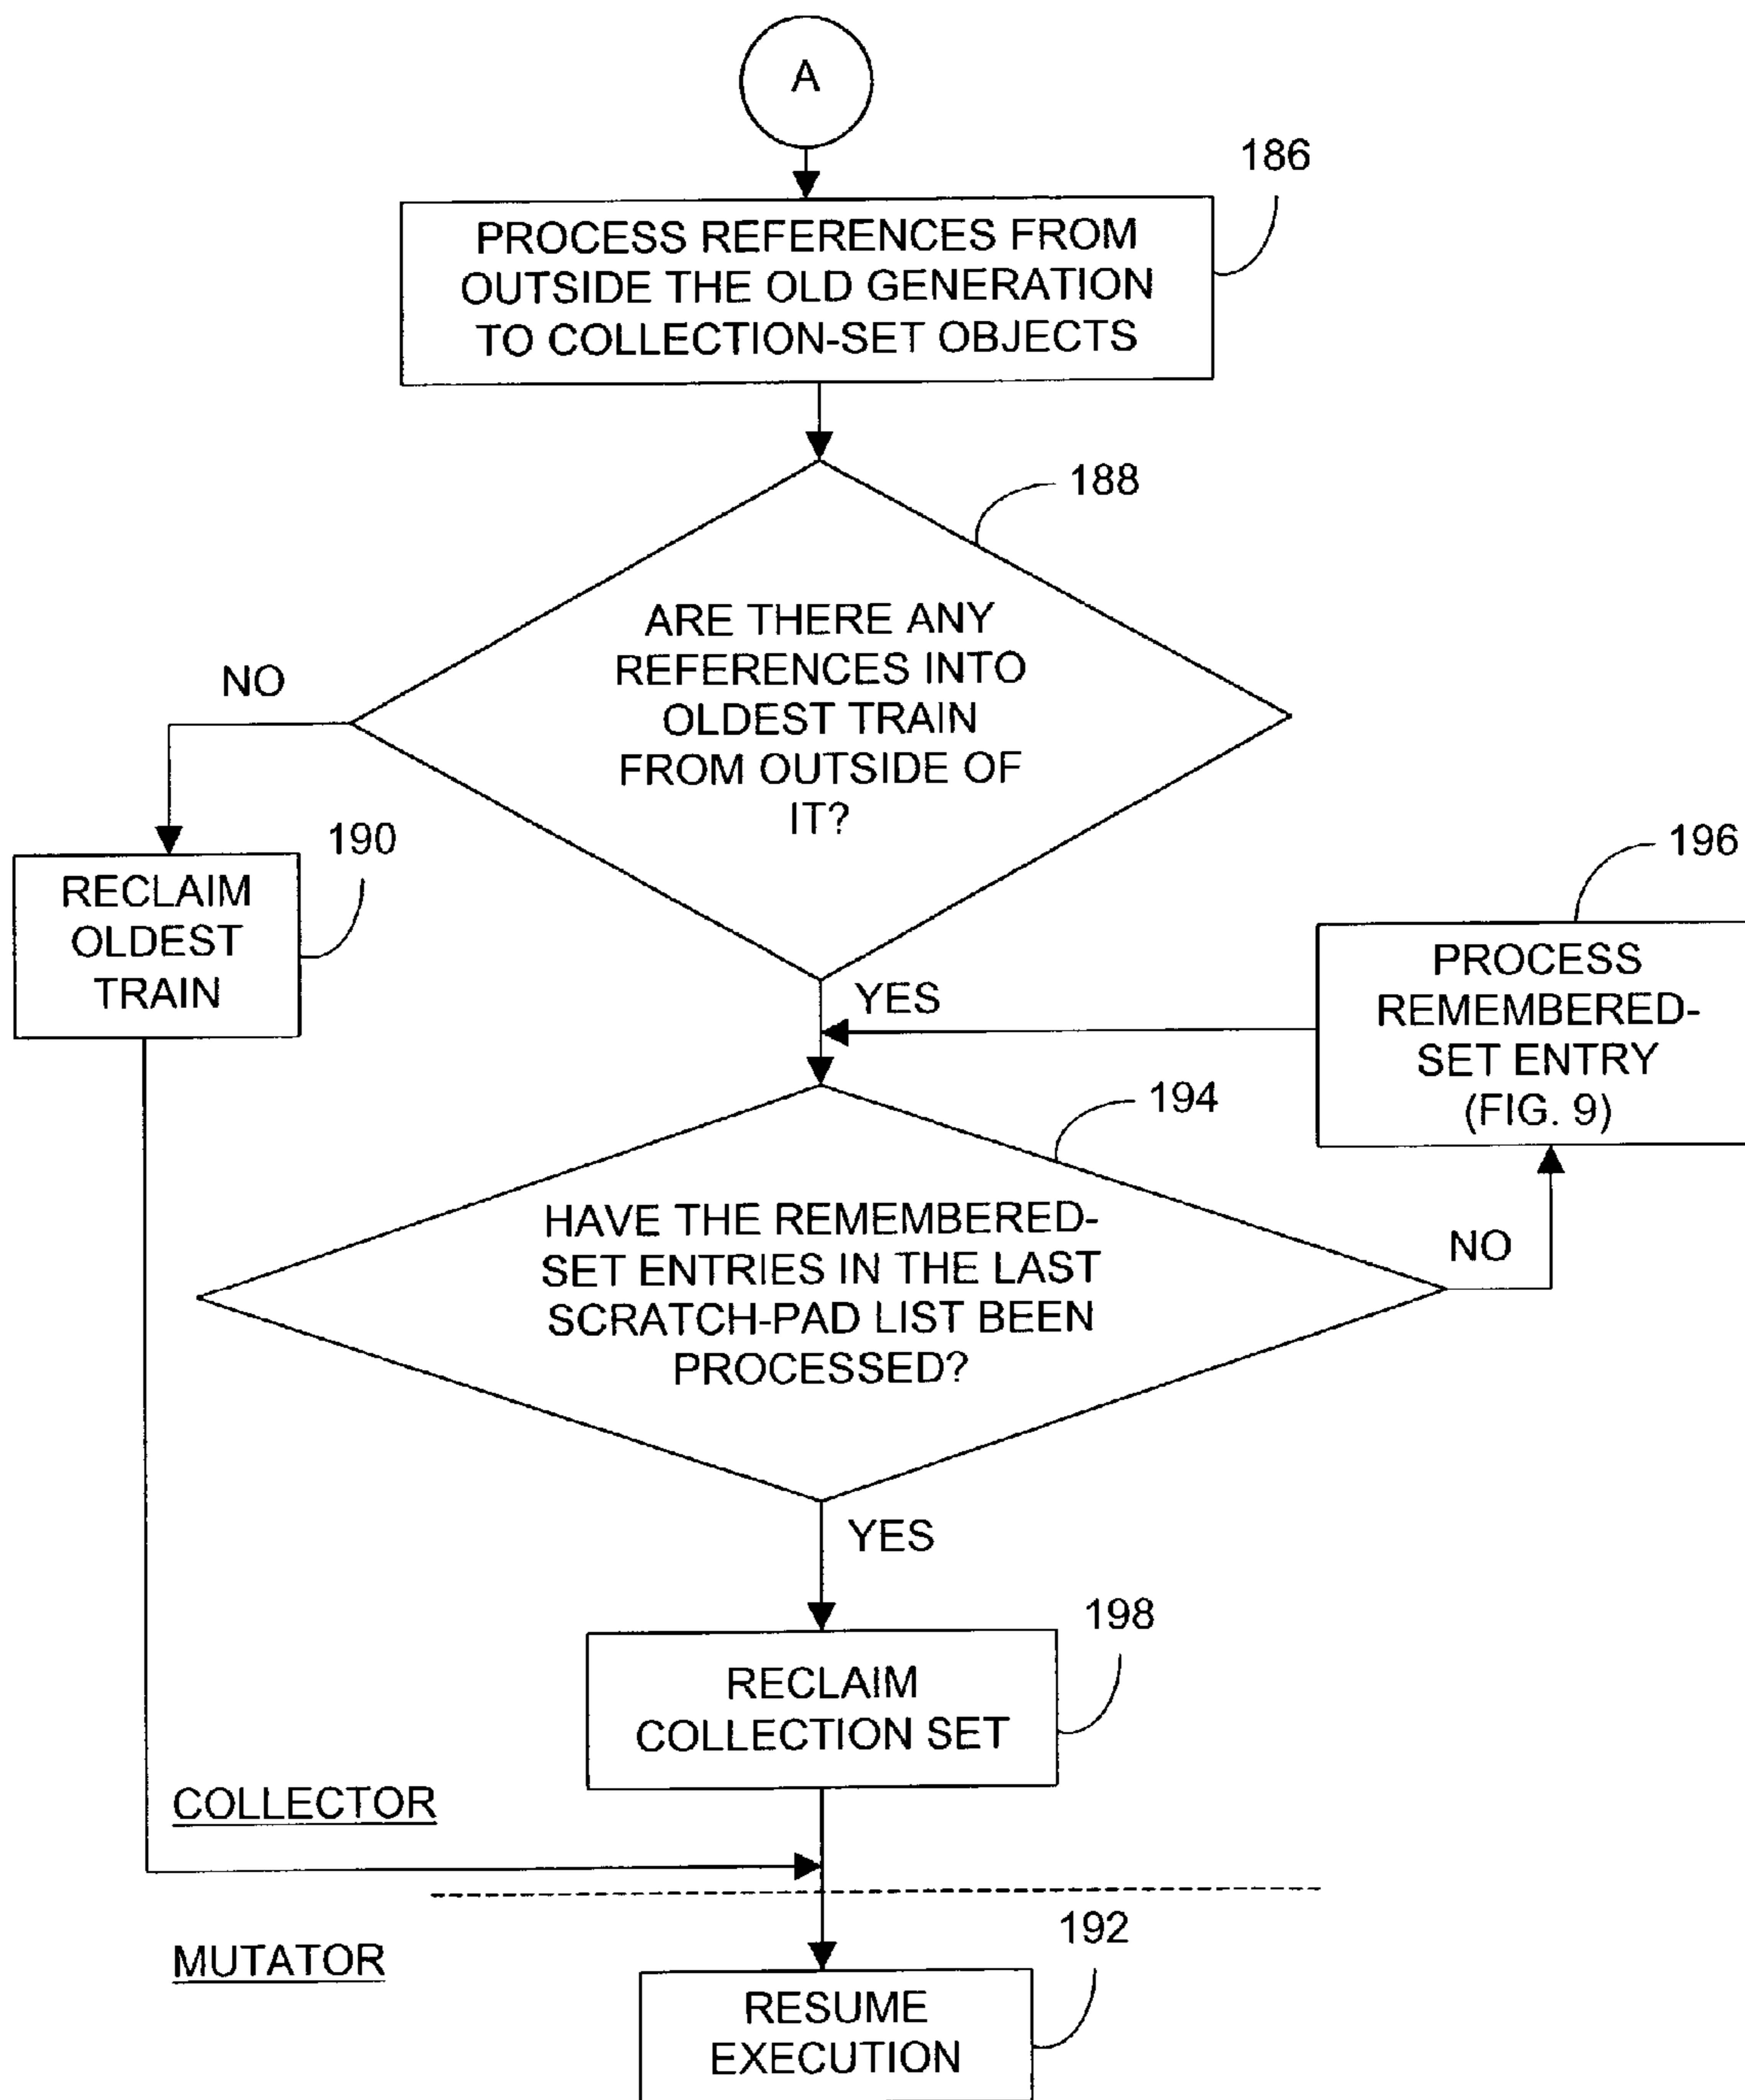 A
186
PROCESS REFERENCES FROM
OUTSIDE THE OLD GENERATION
TO COLLECTION-SET OBJECTS
188
ARE THERE ANY
REFERENCES INTO
OLDEST TRAIN
FROM OUTSIDE OF
IT?
NO
190
RECLAIM
OLDEST
TRAIN
196
PROCESS
REMEMBERED-
SET ENTRY
(FIG. 9)
YES
194
HAVE THE REMEMBERED-
SET ENTRIES IN THE LAST
SCRATCH-PAD LIST BEEN
PROCESSED?
NO
YES
198
RECLAIM
COLLECTION SET
COLLECTOR
MUTATOR
192
RESUME
EXECUTION